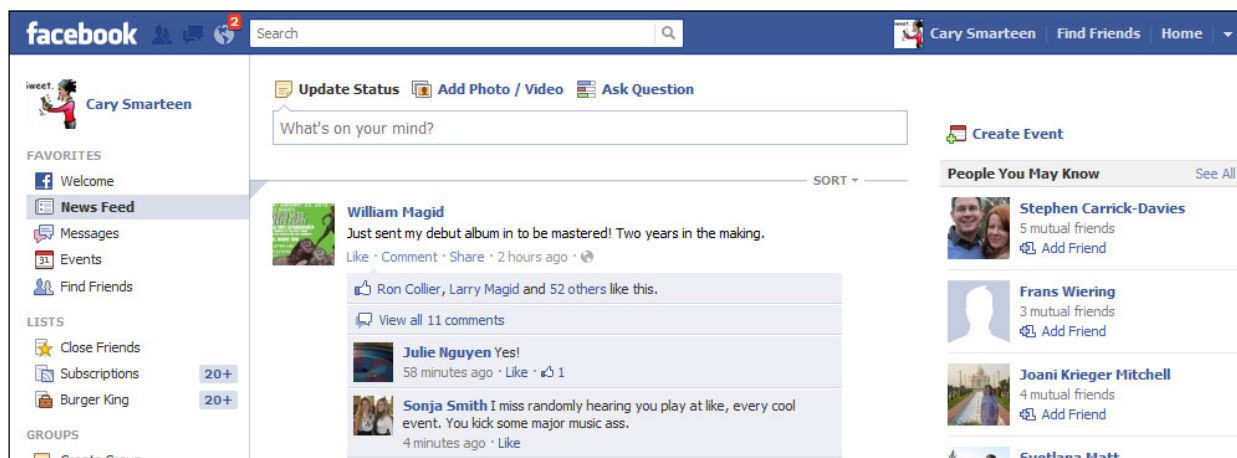 facebook
2
Search
Cary Smarteen
Find Friends
Home
sweet.
Cary Smarteen
FAVORITES
Welcome
News Feed
Messages
31 Events
Find Friends
LISTS
Close Friends
Subscriptions 20+
Burger King 20+
GROUPS
Create Group
Update Status Add Photo / Video Ask Question
What's on your mind?
SORT
William Magid
Just sent my debut album in to be mastered! Two years in the making.
Like · Comment · Share · 2 hours ago ·
Ron Collier, Larry Magid and 52 others like this.
View all 11 comments
Julie Nguyen Yes!
58 minutes ago · Like · 1
Sonja Smith I miss randomly hearing you play at like, every cool
event. You kick some major music ass.
4 minutes ago · Like
Create Event
People You May Know See All
Stephen Carrick-Davies
5 mutual friends
Add Friend
Frans Wiering
3 mutual friends
Add Friend
Joani Krieger Mitchell
4 mutual friends
Add Friend
Svetlana Matt